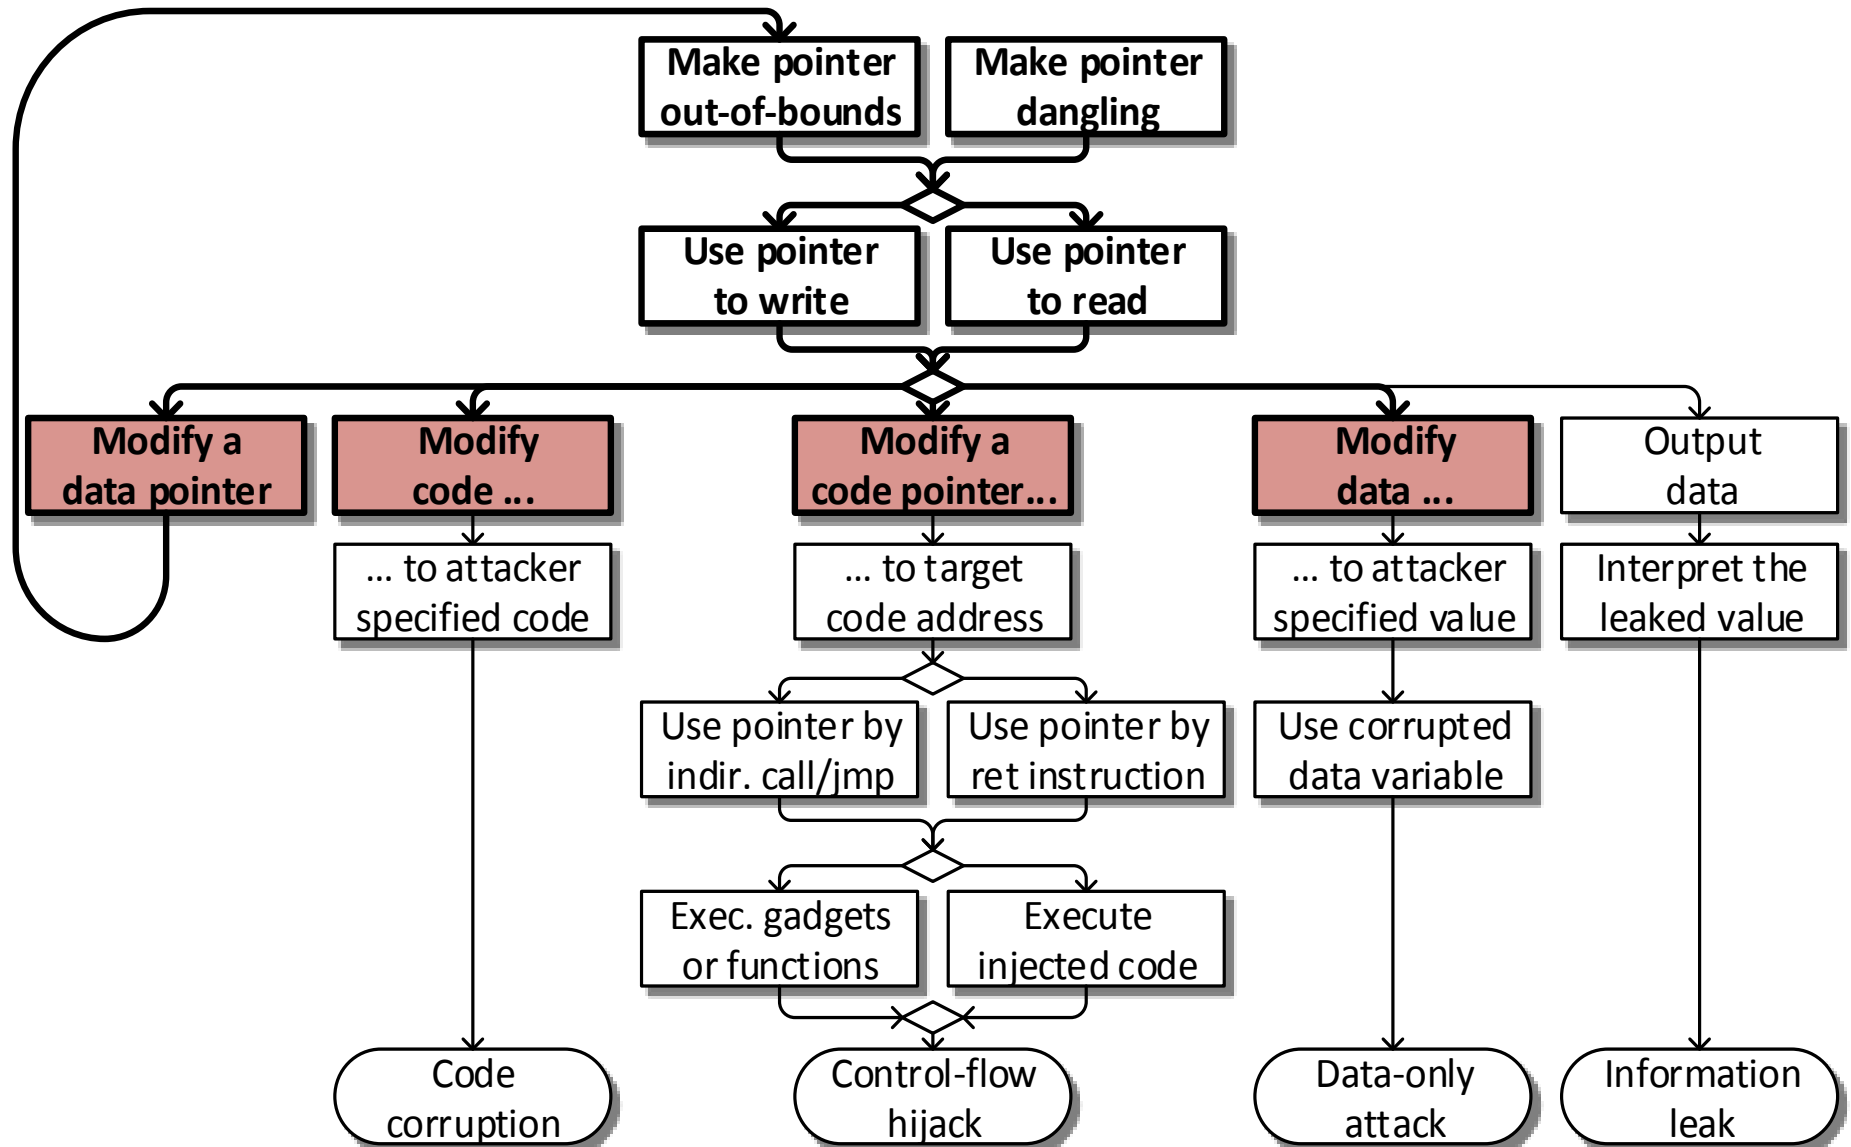 Make pointer
out-of-bounds
Make pointer
dangling
Use pointer
to write
Use pointer
to read
Modify a
data pointer
Modify
code ...
Modify a
code pointer...
Modify
data ...
Output
data
... to attacker
specified code
... to target
code address
... to attacker
specified value
Interpret the
leaked value
Use pointer by
indir. call/jmp
Use pointer by
ret instruction
Use corrupted
data variable
Exec. gadgets
or functions
Execute
injected code
Code
corruption
Control-flow
hijack
Data-only
attack
Information
leak